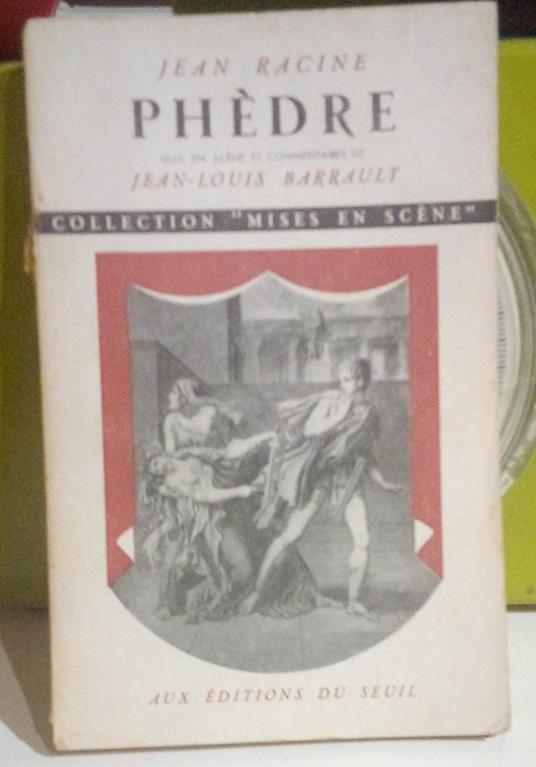 JEAN RACINE
PHÈDRE
MISE EN SCÈNE ET COMMENTAIRES DE
JEAN-LOUIS BARRAULT
COLLECTION "MISES EN SCÈNE"
AUX ÉDITIONS DU SEUIL